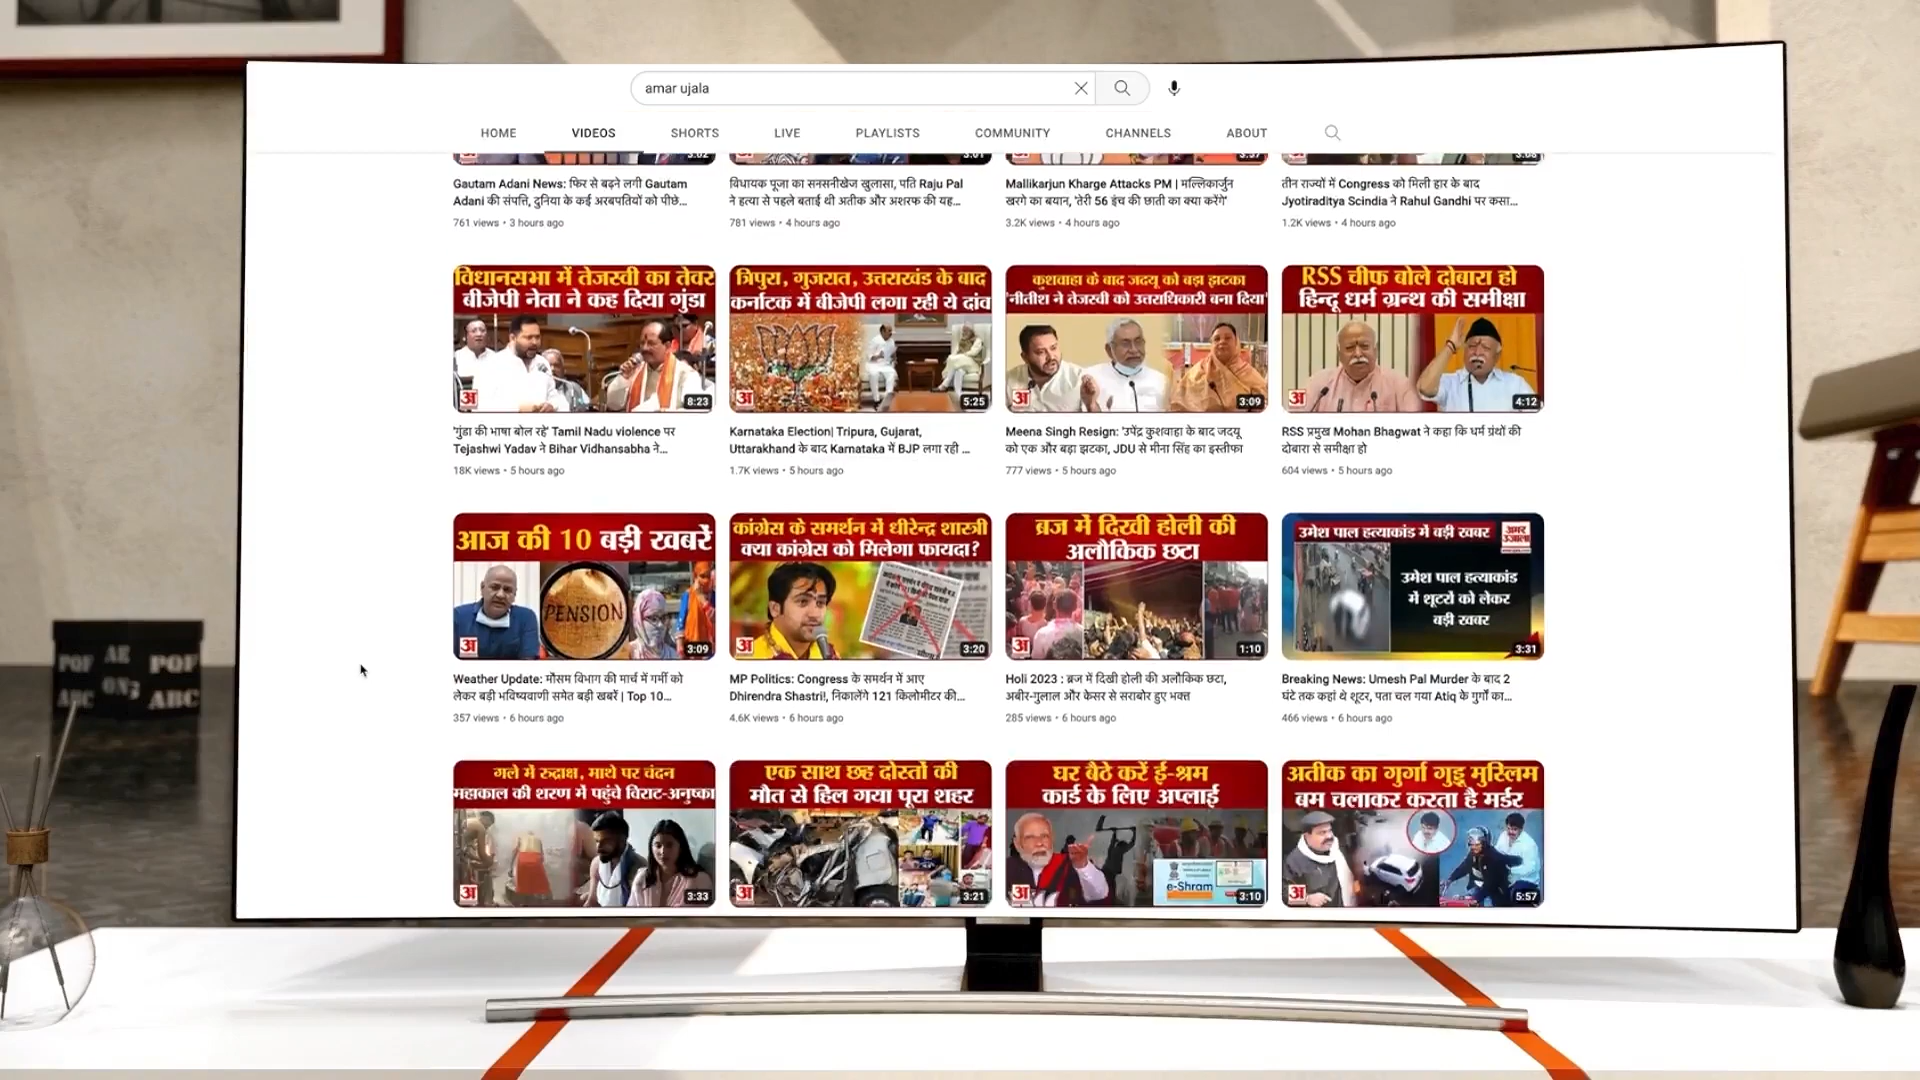 amar ujala
HOME VIDEOS SHORTS LIVE PLAYLISTS COMMUNITY CHANNELS ABOUT
3:02 3:01 3:37 3:08
Gautam Adani News: फिर से बढ़ने लगी Gautam
Adani की संपत्ति, दुनिया के कई अरबपतियों को पीछे...
761 views • 3 hours ago
विधायक पूजा का सनसनीखेज खुलासा, पति Raju Pal
ने हत्या से पहले बताई थी अतीक और अशरफ की यह...
781 views • 4 hours ago
Mallikarjun Kharge Attacks PM | मल्लिकार्जुन
खरगे का बयान, 'तेरी 56 इंच की छाती का क्या करेंगे'
3.2K views • 4 hours ago
तीन राज्यों में Congress को मिली हार के बाद
Jyotiraditya Scindia ने Rahul Gandhi पर कसा...
1.2K views • 4 hours ago
विधानसभा में तेजस्वी का तेवर
बीजेपी नेता ने कह दिया गुंडा
अ
8:23
'गुंडा की भाषा बोल रहे' Tamil Nadu violence पर
Tejashwi Yadav ने Bihar Vidhansabha ने...
18K views • 5 hours ago
त्रिपुरा, गुजरात, उत्तराखंड के बाद
कर्नाटक में बीजेपी लगा रही ये दांव
अ
5:25
Karnataka Election| Tripura, Gujarat,
Uttarakhand के बाद Karnataka में BJP लगा रही ...
1.7K views • 5 hours ago
कुशवाहा के बाद जदयू को बड़ा झटका
'नीतीश ने तेजस्वी को उत्तराधिकारी बना दिया'
अ
3:09
Meena Singh Resign: 'उपेंद्र कुशवाहा के बाद जदयू
को एक और बड़ा झटका, JDU से मीना सिंह का इस्तीफा
777 views • 5 hours ago
RSS चीफ बोले दोबारा हो
हिन्दू धर्म ग्रन्थ की समीक्षा
अ
4:12
RSS प्रमुख Mohan Bhagwat ने कहा कि धर्म ग्रंथों की
दोबारा से समीक्षा हो
604 views • 5 hours ago
आज की 10 बड़ी खबरें
PENSION
अ
3:09
Weather Update: मौसम विभाग की मार्च में गर्मी को
लेकर बड़ी भविष्यवाणी समेत बड़ी खबरें | Top 10...
357 views • 6 hours ago
कांग्रेस के समर्थन में धीरेन्द्र शास्त्री
क्या कांग्रेस को मिलेगा फायदा?
अ
3:20
MP Politics: Congress के समर्थन में आए
Dhirendra Shastri!, निकालेंगे 121 किलोमीटर की...
4.6K views • 6 hours ago
ब्रज में दिखी होली की
अलौकिक छटा
अ
1:10
Holi 2023 : ब्रज में दिखी होली की अलौकिक छटा,
अबीर-गुलाल और केसर से सराबोर हुए भक्त
285 views • 6 hours ago
उमेश पाल हत्याकांड में बड़ी खबर
अमर
उजाला
उमेश पाल हत्याकांड
में शूटरों को लेकर
बड़ी खबर
3:31
Breaking News: Umesh Pal Murder के बाद 2
घंटे तक कहां थे शूटर, पता चल गया Atiq के गुर्गों का...
466 views • 6 hours ago
गले में रुद्राक्ष, माथे पर चंदन
महाकाल की शरण में पहुंचे विराट-अनुष्का
अ
3:33
एक साथ छह दोस्तों की
मौत से हिल गया पूरा शहर
अ
3:21
घर बैठे करें ई-श्रम
कार्ड के लिए अप्लाई
e-Shram
अ
3:10
अतीक का गुर्गा गुड्डू मुस्लिम
बम चलाकर करता है मर्डर
अ
5:57